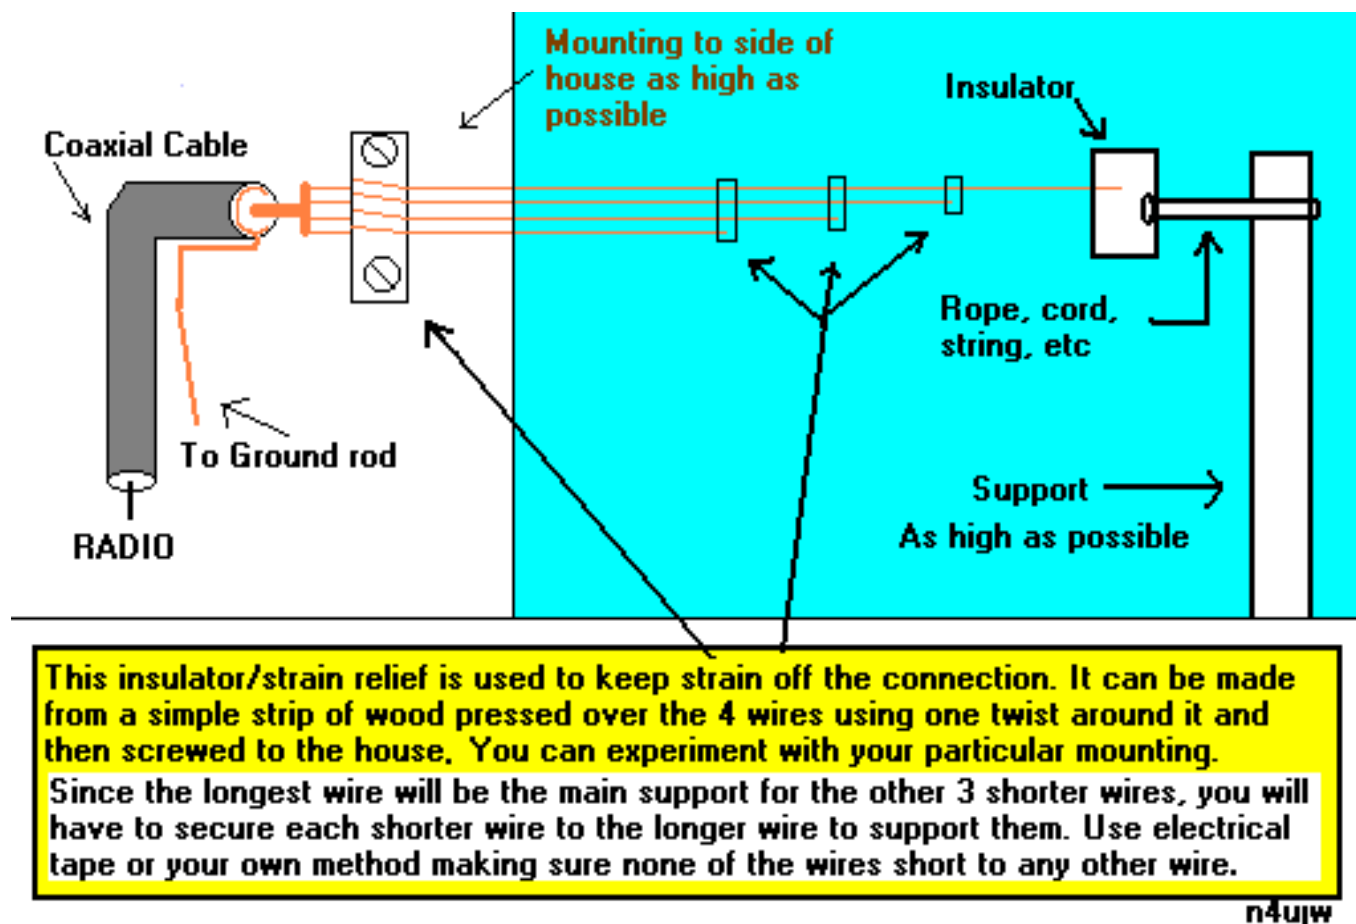 Mounting to side of
house as high as
possible
Insulator
Coaxial Cable
Rope, cord,
string, etc
To Ground rod
Support
As high as possible
RADIO
This insulator/strain relief is used to keep strain off the connection. It can be made
from a simple strip of wood pressed over the 4 wires using one twist around it and
then screwed to the house, You can experiment with your particular mounting.
Since the longest wire will be the main support for the other 3 shorter wires, you will
have to secure each shorter wire to the longer wire to support them. Use electrical
tape or your own method making sure none of the wires short to any other wire.
n4ujw